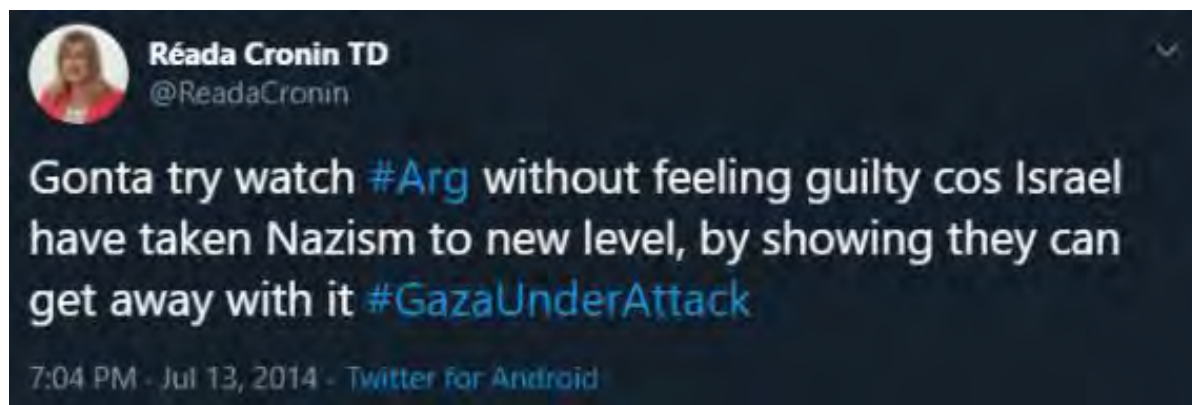 Réada Cronin TD
@ReadaCronin
Gonta try watch #Arg without feeling guilty cos Israel
have taken Nazism to new level, by showing they can
get away with it #GazaUnderAttack
7:04 PM · Jul 13, 2014 · Twitter for Android